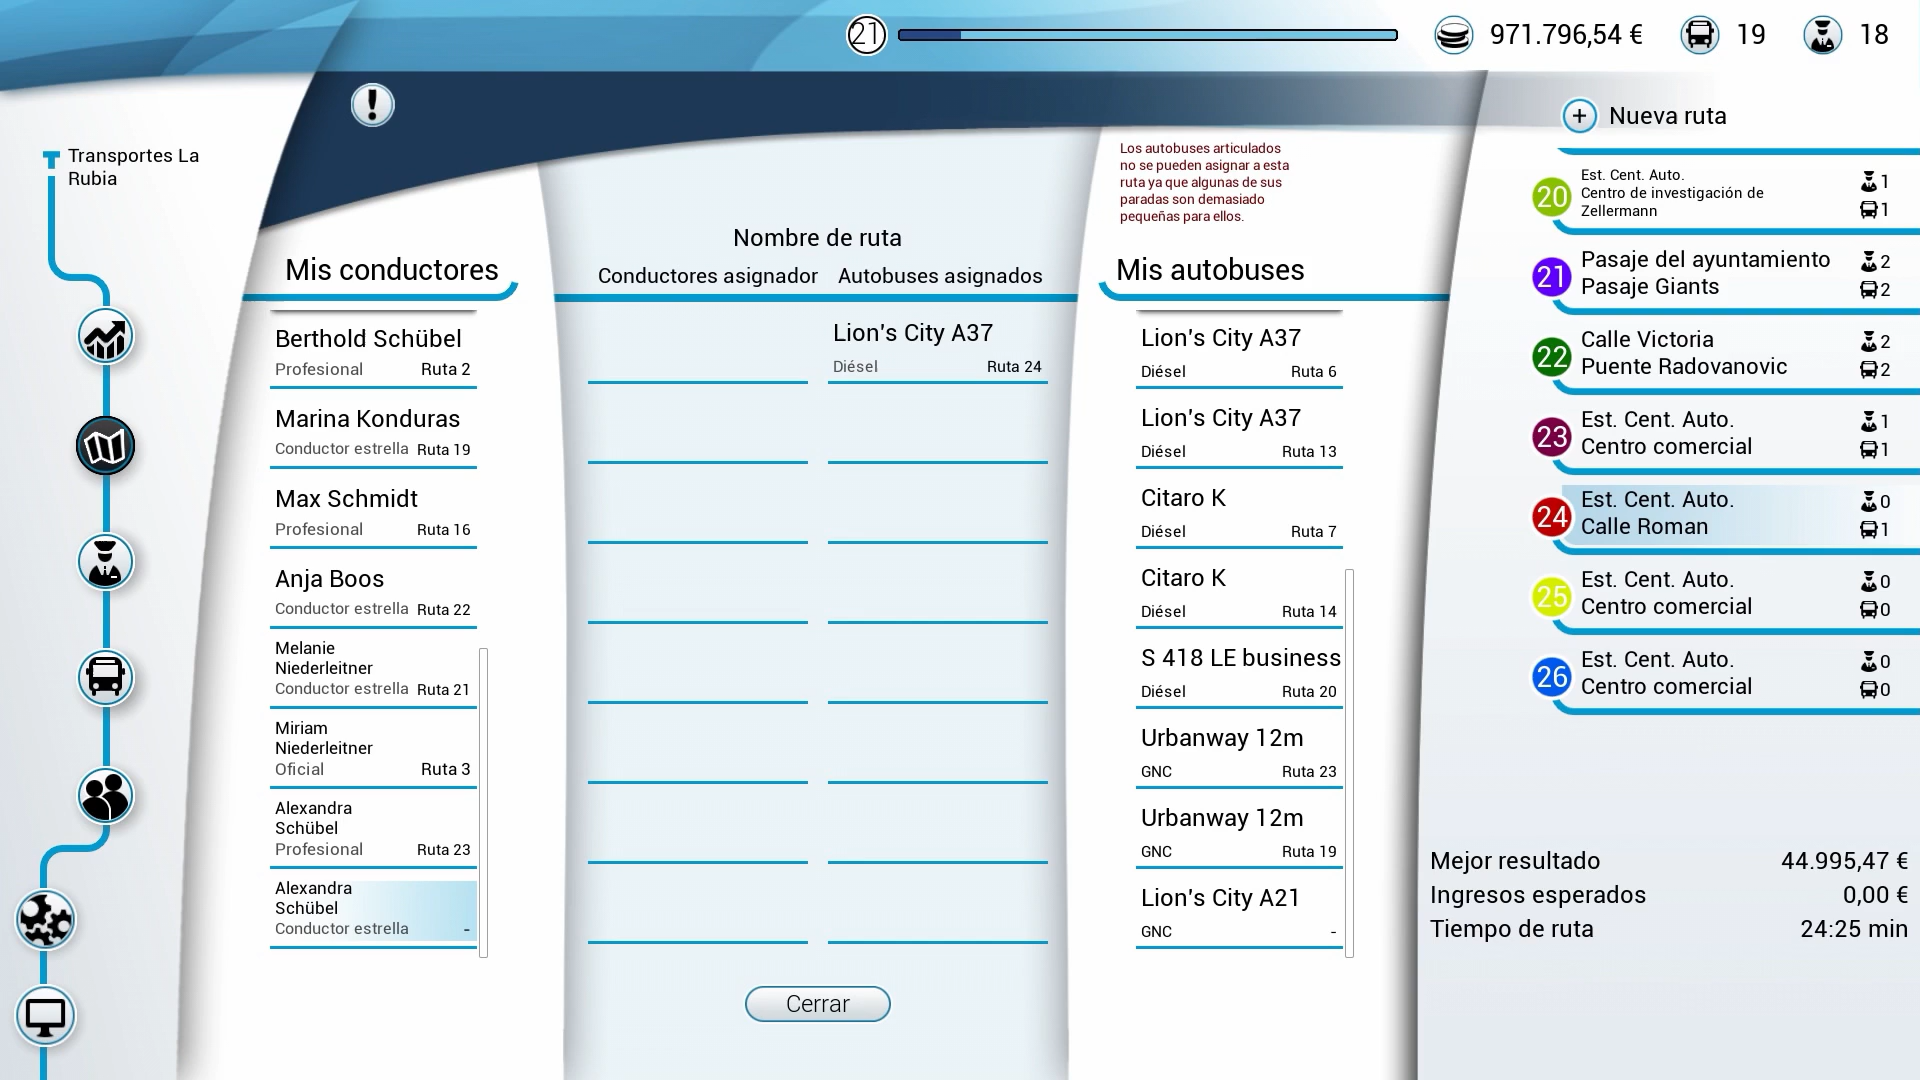 21
971.796,54 €
19
18
Transportes La
Rubia
Mis conductores
Berthold Schübel
Profesional Ruta 2
Marina Konduras
Conductor estrella Ruta 19
Max Schmidt
Profesional Ruta 16
Anja Boos
Conductor estrella Ruta 22
Melanie
Niederleitner
Conductor estrella Ruta 21
Miriam
Niederleitner
Oficial Ruta 3
Alexandra
Schübel
Profesional Ruta 23
Alexandra
Schübel
Conductor estrella -
Nombre de ruta
Conductores asignador Autobuses asignados
Lion's City A37
Diésel Ruta 24
Cerrar
Los autobuses articulados
no se pueden asignar a esta
ruta ya que algunas de sus
paradas son demasiado
pequeñas para ellos.
Mis autobuses
Lion's City A37
Diésel Ruta 6
Lion's City A37
Diésel Ruta 13
Citaro K
Diésel Ruta 7
Citaro K
Diésel Ruta 14
S 418 LE business
Diésel Ruta 20
Urbanway 12m
GNC Ruta 23
Urbanway 12m
GNC Ruta 19
Lion's City A21
GNC -
+ Nueva ruta
20
Est. Cent. Auto.
Centro de investigación de
Zellermann
1
1
21
Pasaje del ayuntamiento
Pasaje Giants
2
2
22
Calle Victoria
Puente Radovanovic
2
2
23
Est. Cent. Auto.
Centro comercial
1
1
24
Est. Cent. Auto.
Calle Roman
0
1
25
Est. Cent. Auto.
Centro comercial
0
0
26
Est. Cent. Auto.
Centro comercial
0
0
Mejor resultado 44.995,47 €
Ingresos esperados 0,00 €
Tiempo de ruta 24:25 min